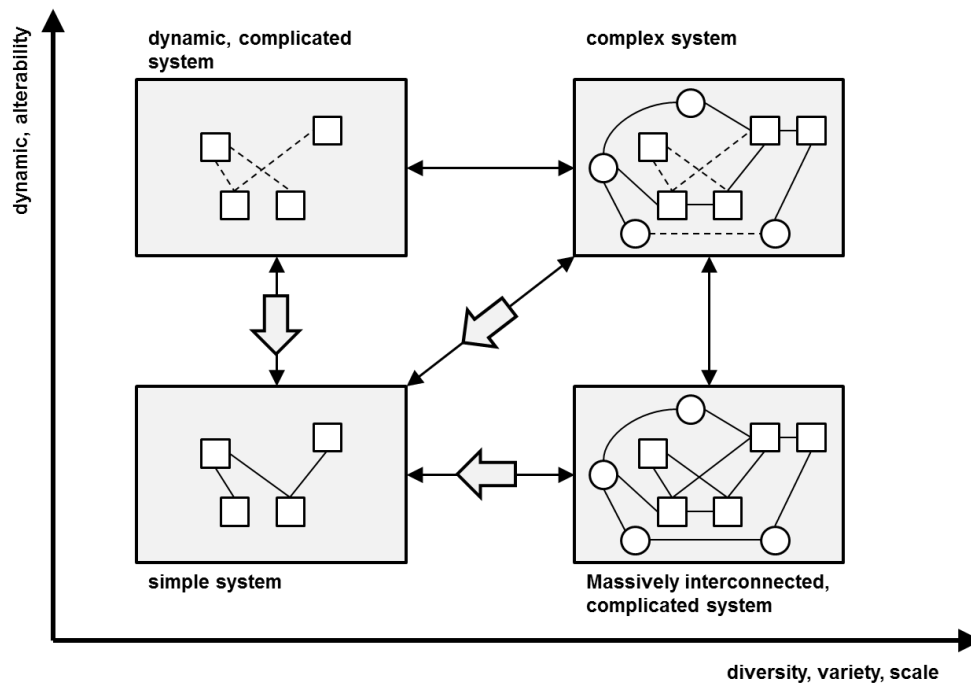 dynamic, complicated
system
complex system
dynamic, alterability
simple system
Massively interconnected,
complicated system
diversity, variety, scale